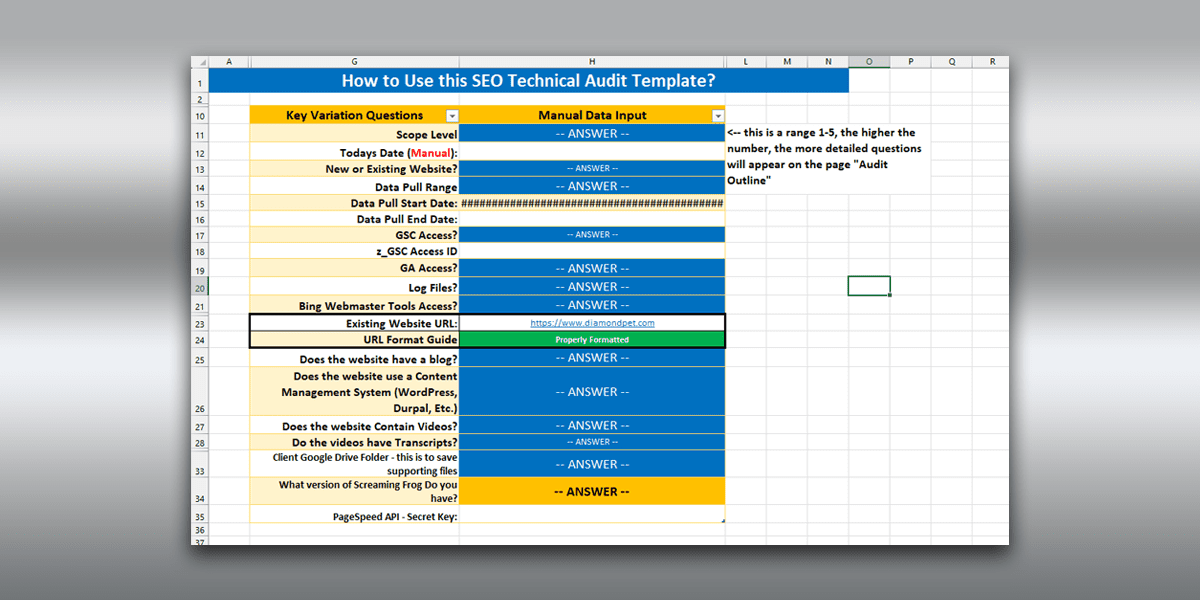 A G H L M N O P Q R
1 How to Use this SEO Technical Audit Template?
2
10 Key Variation Questions Manual Data Input
11 Scope Level -- ANSWER -- <-- this is a range 1-5, the higher the
number, the more detailed questions
will appear on the page "Audit
Outline"
12 Todays Date (Manual):
13 New or Existing Website? -- ANSWER --
14 Data Pull Range -- ANSWER --
15 Data Pull Start Date: ###########################################
16 Data Pull End Date:
17 GSC Access? -- ANSWER --
18 z_GSC Access ID
19 GA Access? -- ANSWER --
20 Log Files? -- ANSWER --
21 Bing Webmaster Tools Access? -- ANSWER --
23 Existing Website URL: https://www.diamondpet.com
24 URL Format Guide Properly Formatted
25 Does the website have a blog? -- ANSWER --
Does the website use a Content
Management System (WordPress, -- ANSWER --
26 Durpal, Etc.)
27 Does the website Contain Videos? -- ANSWER --
28 Do the videos have Transcripts? -- ANSWER --
Client Google Drive Folder - this is to save
33 supporting files -- ANSWER --
What version of Screaming Frog Do you
34 have? -- ANSWER --
35 PageSpeed API - Secret Key:
36
37